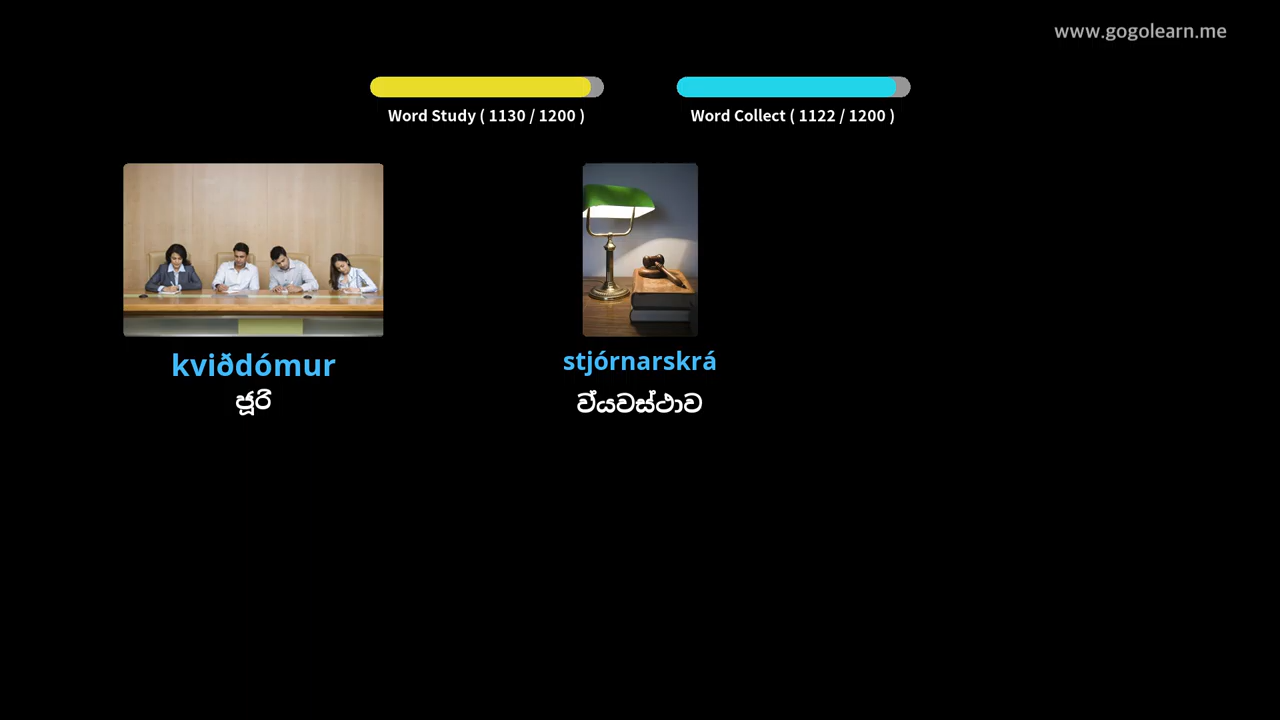 www.gogolearn.me
Word Study ( 1130 / 1200 )
Word Collect ( 1122 / 1200 )
kviðdómur
ජූරි
stjórnarskrá
ව්යවස්ථාව